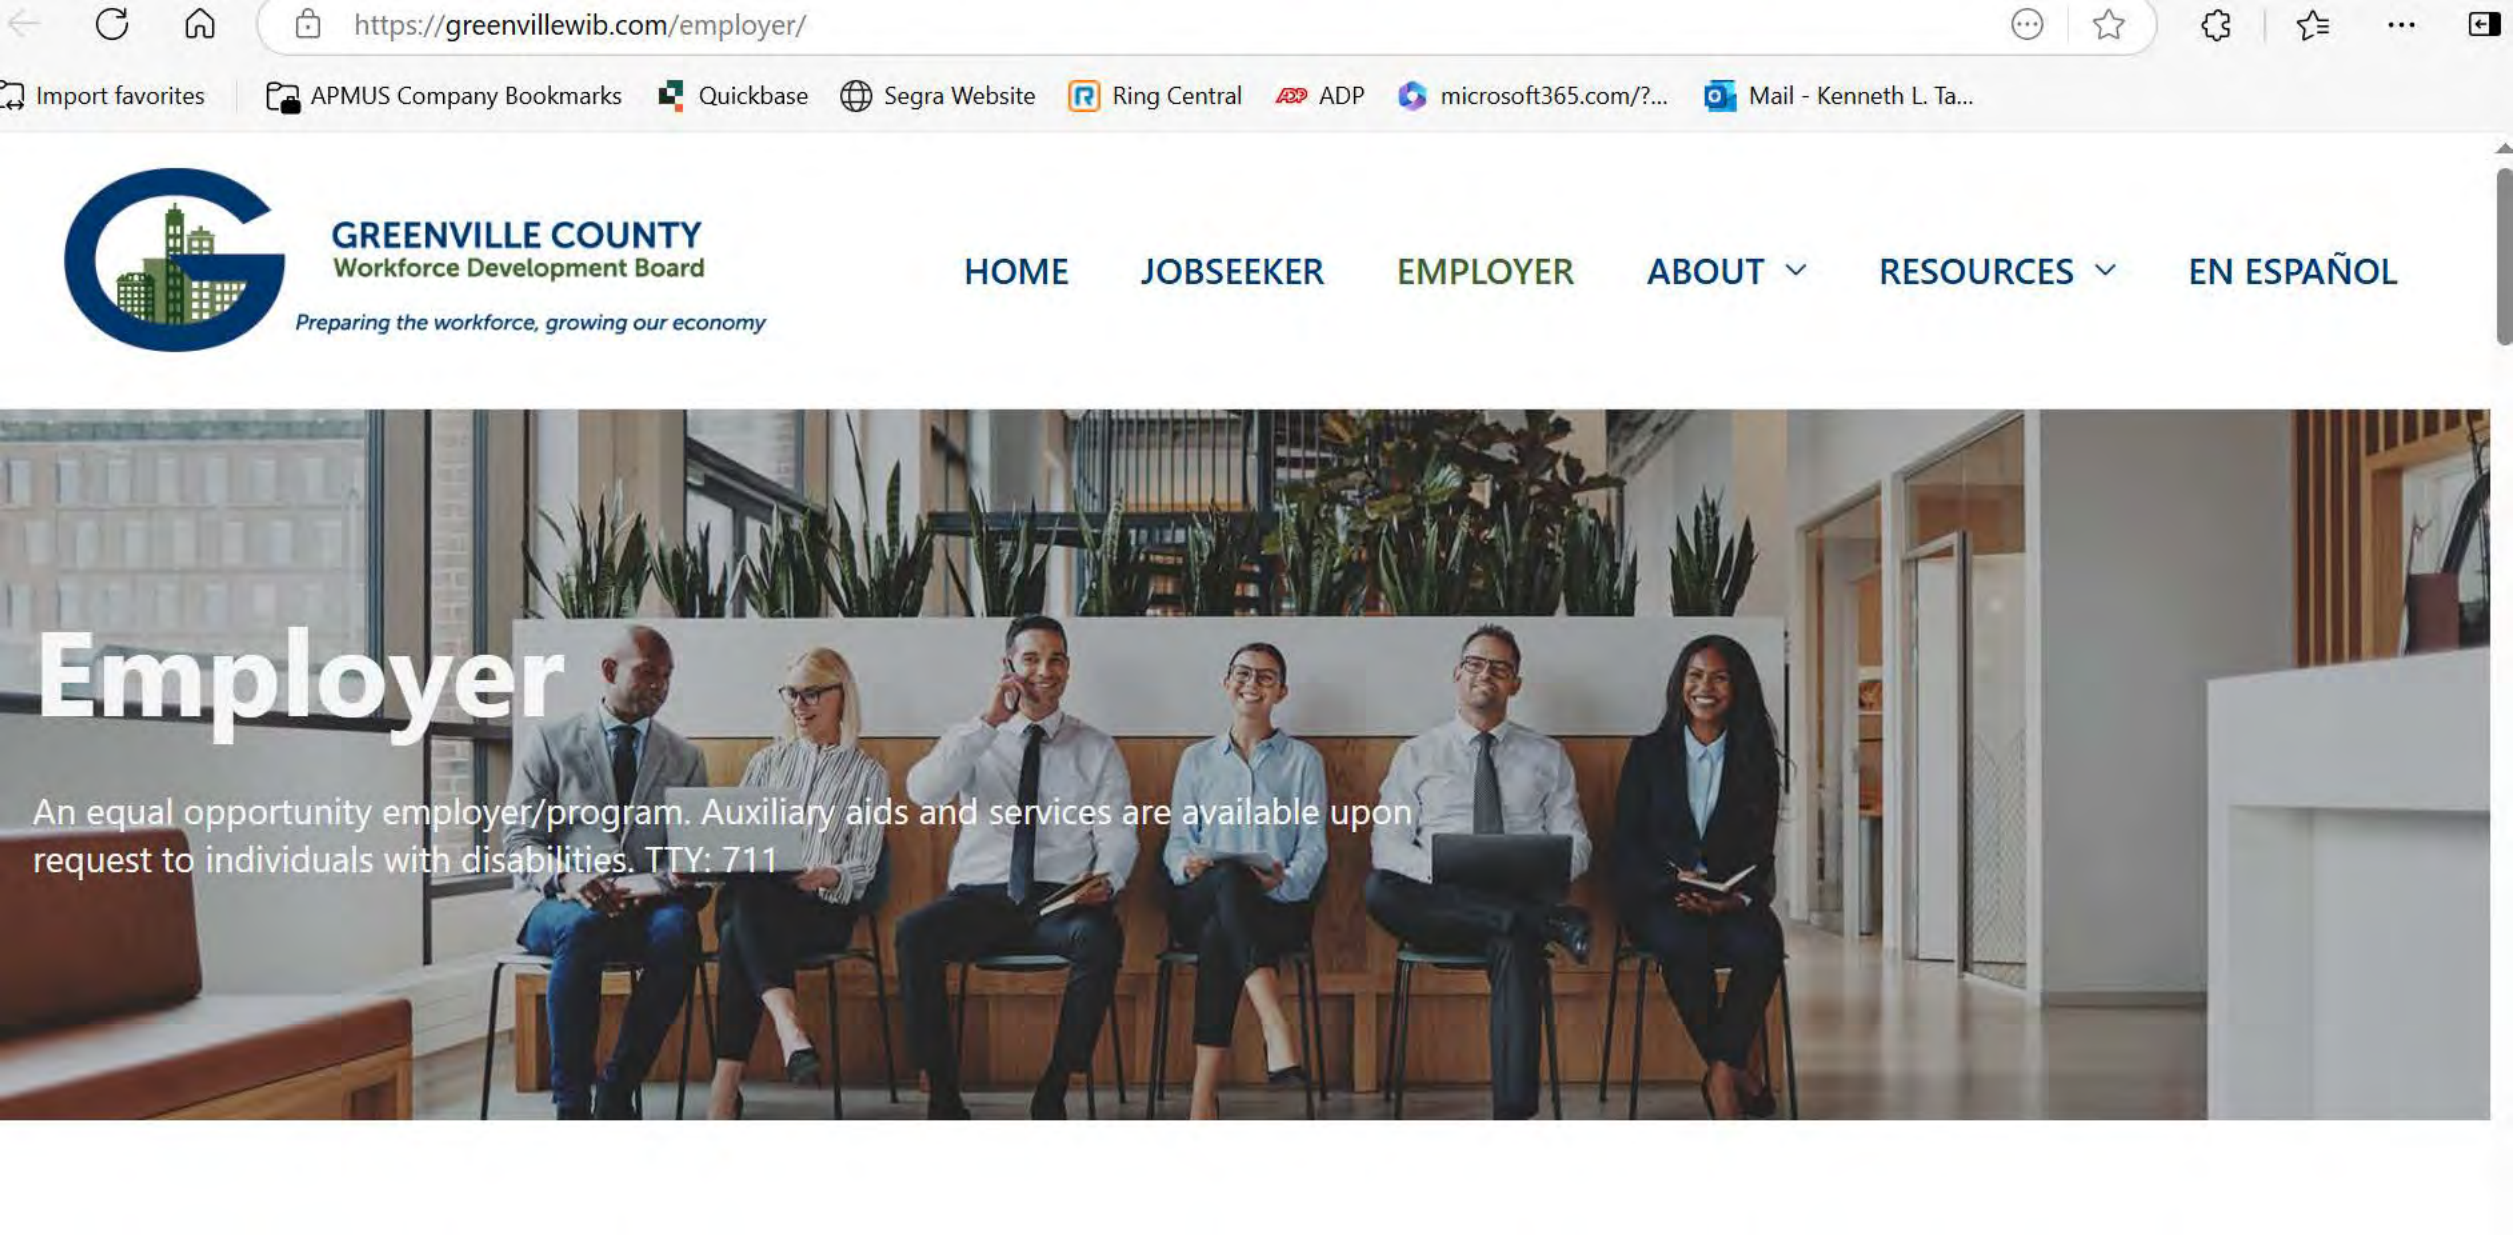 https://greenvillewib.com/employer/
Import favorites APMUS Company Bookmarks Quickbase Segra Website Ring Central ADP microsoft365.com/?... Mail - Kenneth L. Ta...
GREENVILLE COUNTY
Workforce Development Board
Preparing the workforce, growing our economy
HOME JOBSEEKER EMPLOYER ABOUT RESOURCES EN ESPAÑOL
Employer
An equal opportunity employer/program. Auxiliary aids and services are available upon
request to individuals with disabilities. TTY: 711